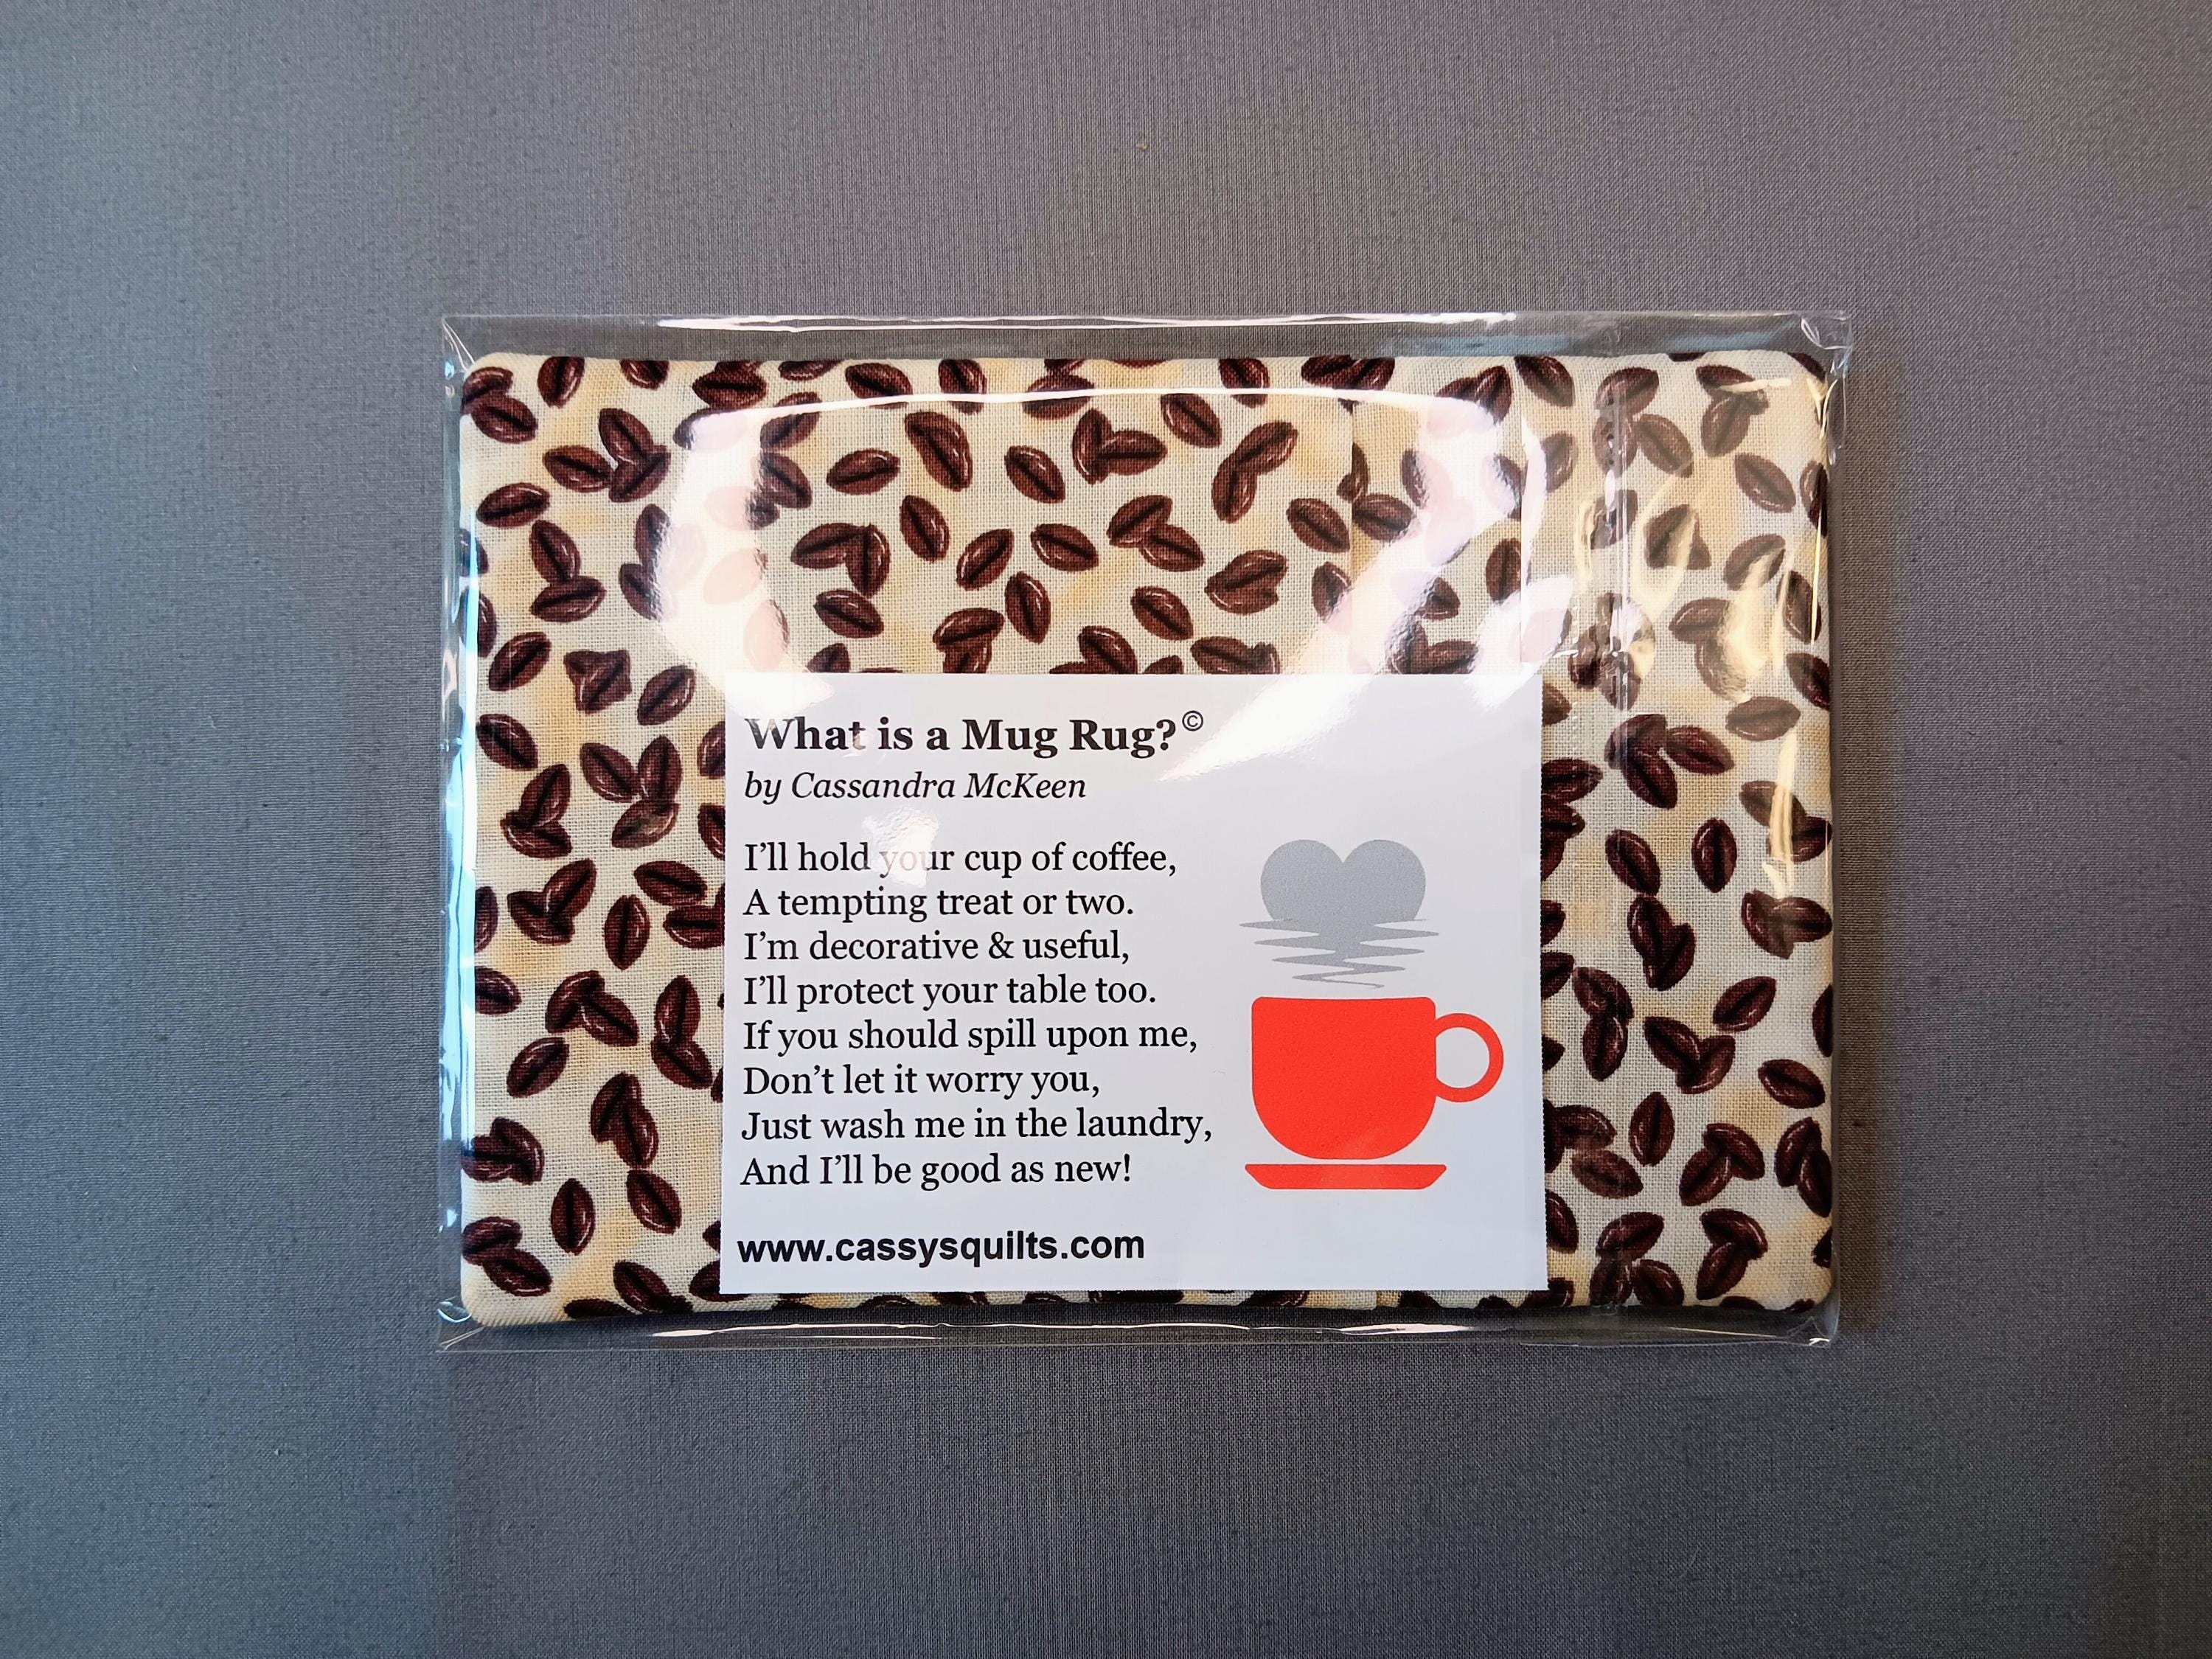 What is a Mug Rug?©
by Cassandra McKeen
I’ll hold your cup of coffee,
A tempting treat or two.
I’m decorative & useful,
I’ll protect your table too.
If you should spill upon me,
Don’t let it worry you,
Just wash me in the laundry,
And I’ll be good as new!
www.cassysquilts.com